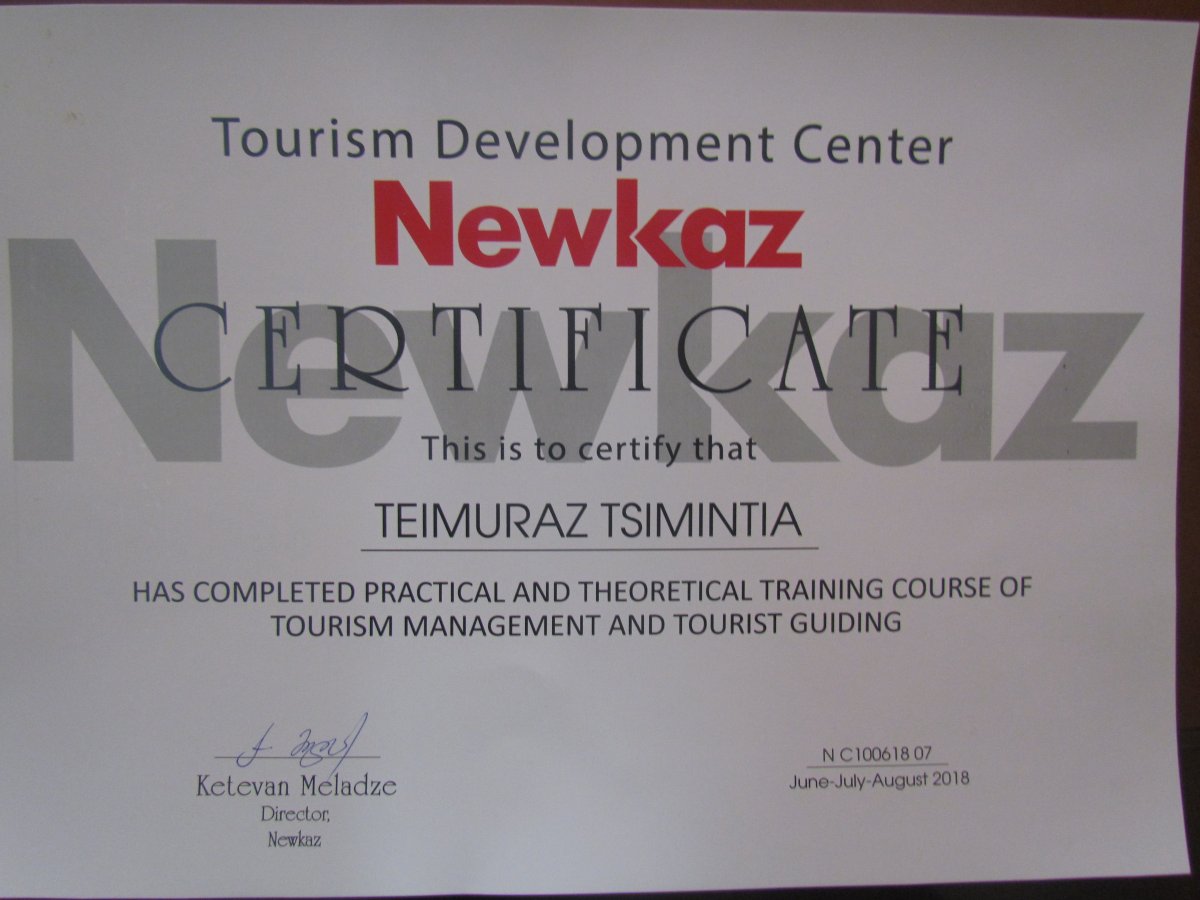 Tourism Development Center
Newkaz
Newkaz
CERTIFICATE
This is to certify that
TEIMURAZ TSIMINTIA
HAS COMPLETED PRACTICAL AND THEORETICAL TRAINING COURSE OF
TOURISM MANAGEMENT AND TOURIST GUIDING
Ketevan Meladze
Director,
Newkaz
N C100618 07
June-July-August 2018